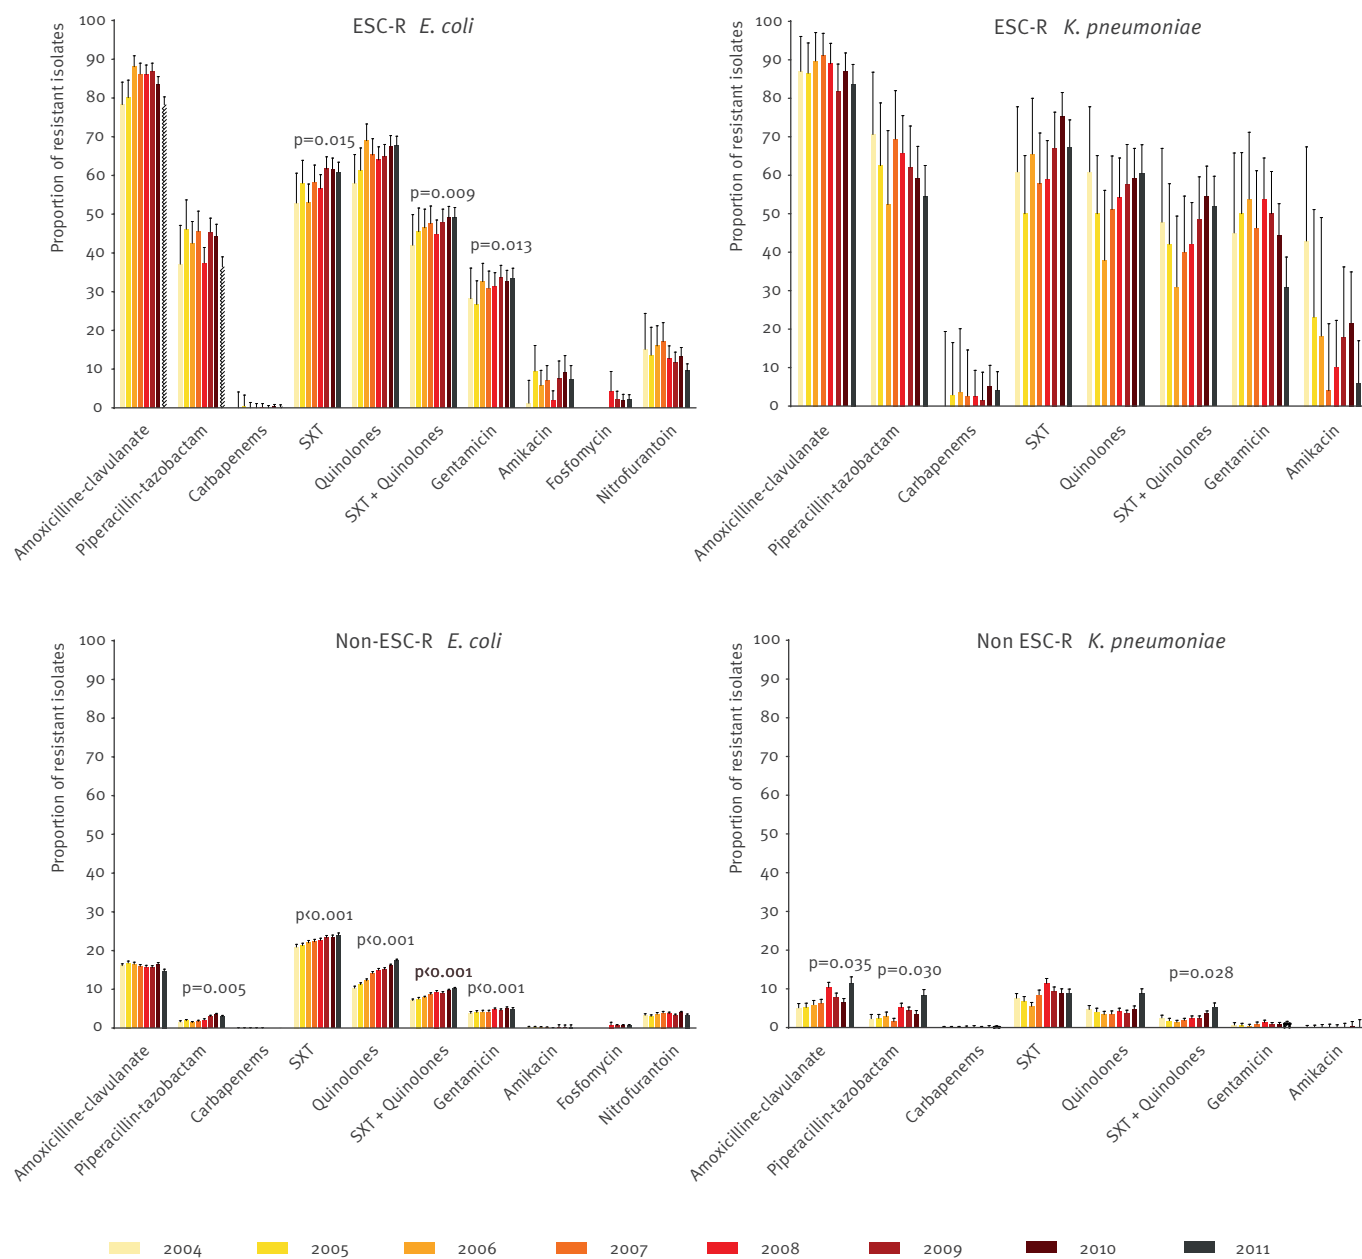 ESC-R E. coli
Proportion of resistant isolates
100
90
80
70
60
50
40
30
20
10
0
p=0.015
p=0.009
p=0.013
Amoxicilline-clavulanate
Piperacillin-tazobactam
Carbapenems
SXT
Quinolones
SXT + Quinolones
Gentamicin
Amikacin
Fosfomycin
Nitrofurantoin
ESC-R K. pneumoniae
Proportion of resistant isolates
100
90
80
70
60
50
40
30
20
10
0
Amoxicilline-clavulanate
Piperacillin-tazobactam
Carbapenems
SXT
Quinolones
SXT + Quinolones
Gentamicin
Amikacin
Non-ESC-R E. coli
Proportion of resistant isolates
100
90
80
70
60
50
40
30
20
10
0
p=0.005
p<0.001
p<0.001
p<0.001
p<0.001
Amoxicilline-clavulanate
Piperacillin-tazobactam
Carbapenems
SXT
Quinolones
SXT + Quinolones
Gentamicin
Amikacin
Fosfomycin
Nitrofurantoin
Non ESC-R K. pneumoniae
Proportion of resistant isolates
100
90
80
70
60
50
40
30
20
10
0
p=0.035
p=0.030
p=0.028
Amoxicilline-clavulanate
Piperacillin-tazobactam
Carbapenems
SXT
Quinolones
SXT + Quinolones
Gentamicin
Amikacin
2004 2005 2006 2007 2008 2009 2010 2011